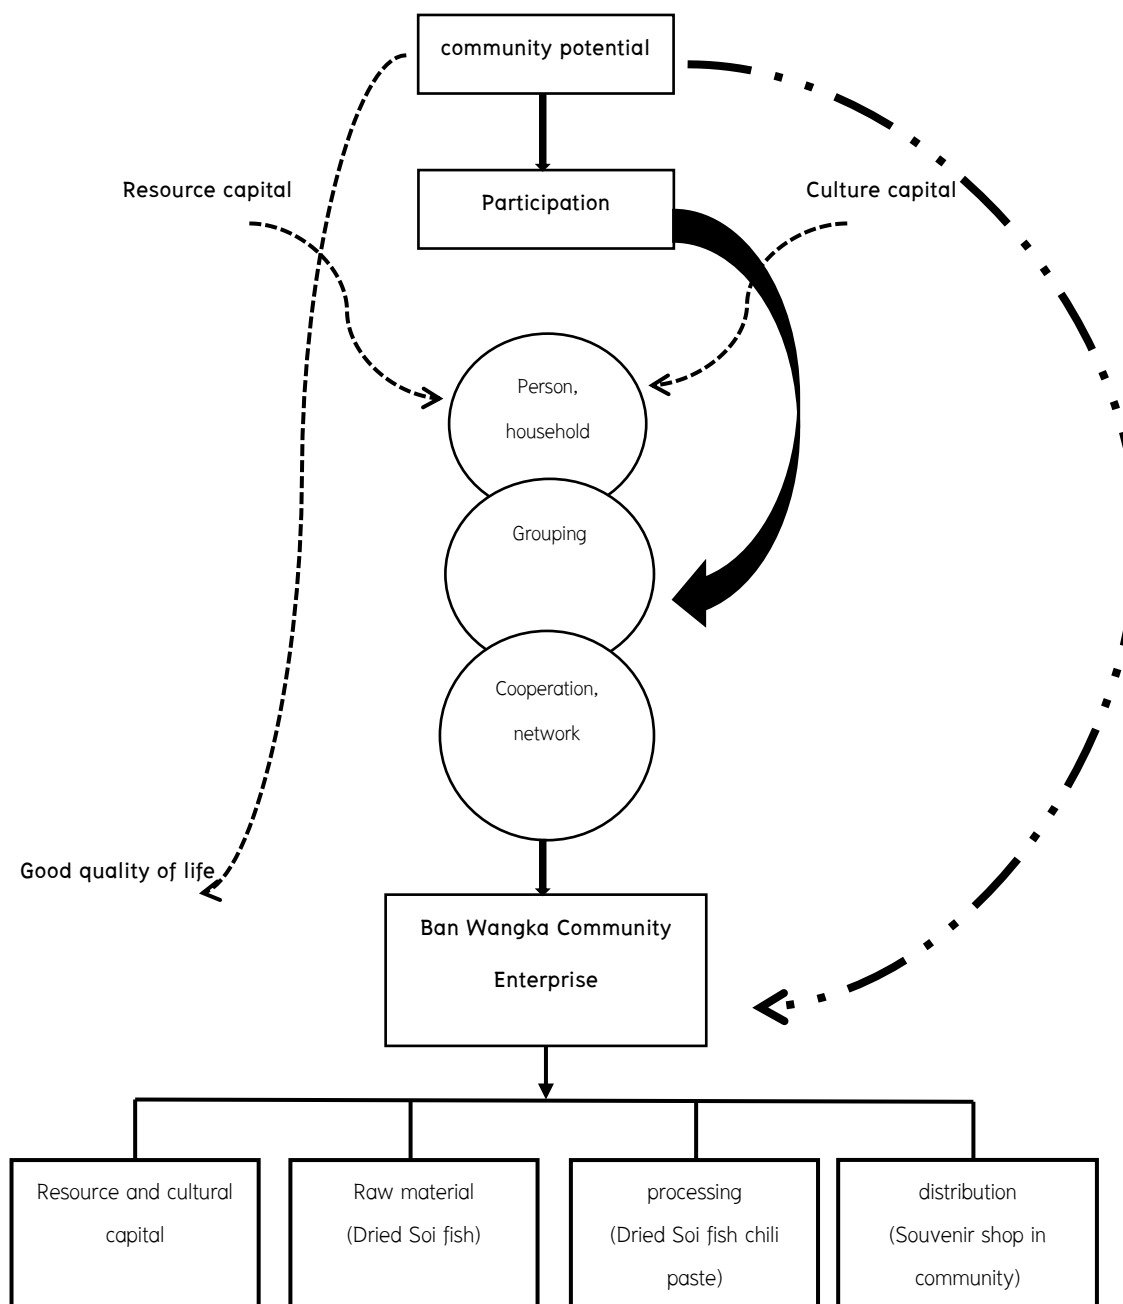 community potential
Resource capital
Culture capital
Participation
Person,
household
Grouping
Cooperation,
network
Good quality of life
Ban Wangka Community
Enterprise
Resource and cultural
capital
Raw material
(Dried Soi fish)
processing
(Dried Soi fish chili
paste)
distribution
(Souvenir shop in
community)